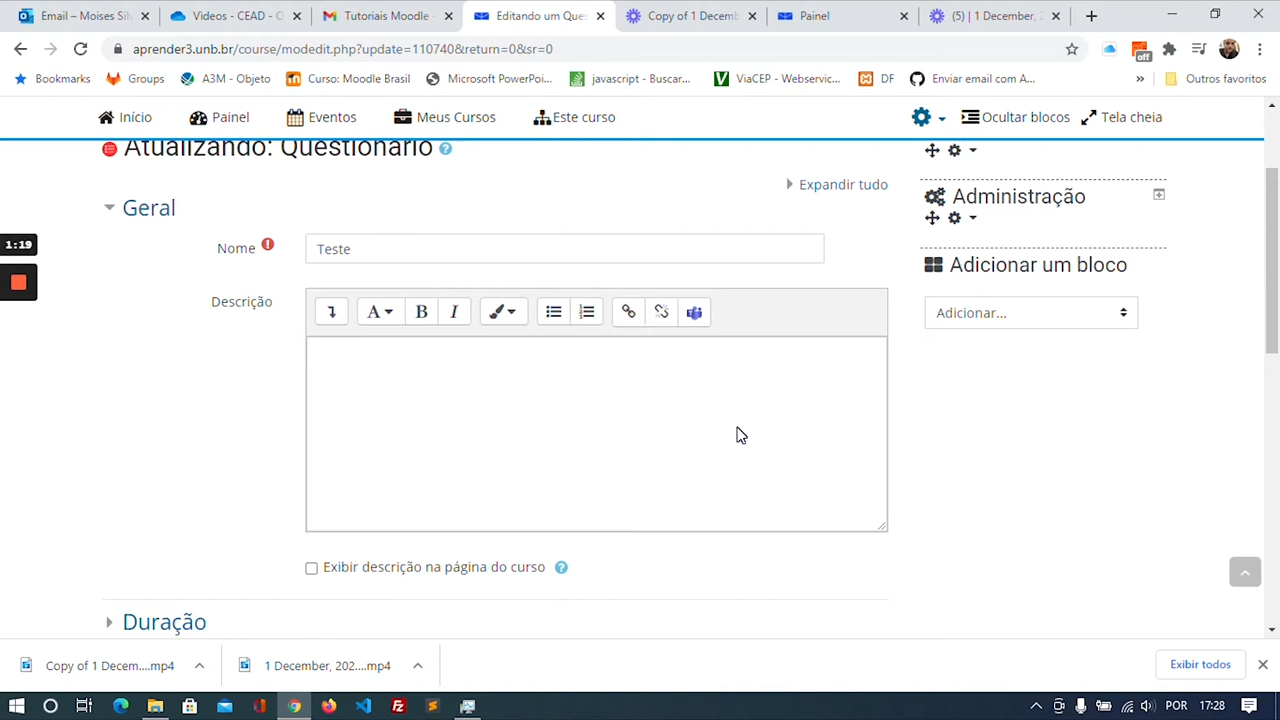 Email – Moises Sil
Videos - CEAD - O
Tutoriais Moodle -
Editando um Ques
Copy of 1 Decemb
Painel
(5) | 1 December, 2
aprender3.unb.br/course/modedit.php?update=110740&return=0&sr=0
off
Bookmarks
Groups
A3M - Objeto
Curso: Moodle Brasil
Microsoft PowerPoi...
javascript - Buscar...
ViaCEP - Webservic...
DF
Enviar email com A...
»
Outros favoritos
Início
Painel
Eventos
Meus Cursos
Este curso
Ocultar blocos
Tela cheia
Atualizando: Questionário
Expandir tudo
Geral
Administração
1:19
Nome
Teste
Adicionar um bloco
Descrição
A
B
I
Adicionar...
Exibir descrição na página do curso
Duração
Copy of 1 Decem....mp4
1 December, 202....mp4
Exibir todos
POR
17:28